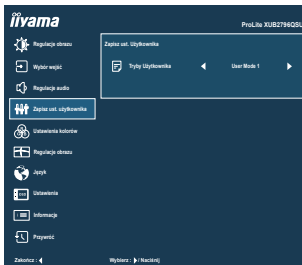 iiyama
ProLite XUB2796QSU
Regulacje obrazu
Wybór wejść
Regulacje audio
Zapisz ust. użytkownika
Ustawienia kolorów
Regulacje obrazu
Język
Ustawienia
Informacje
Przywróć
Zapisz ust. Użytkownika
Tryby Użytkownika
User Mode 1
Zakończ :
Wybierz : / Naciśnij